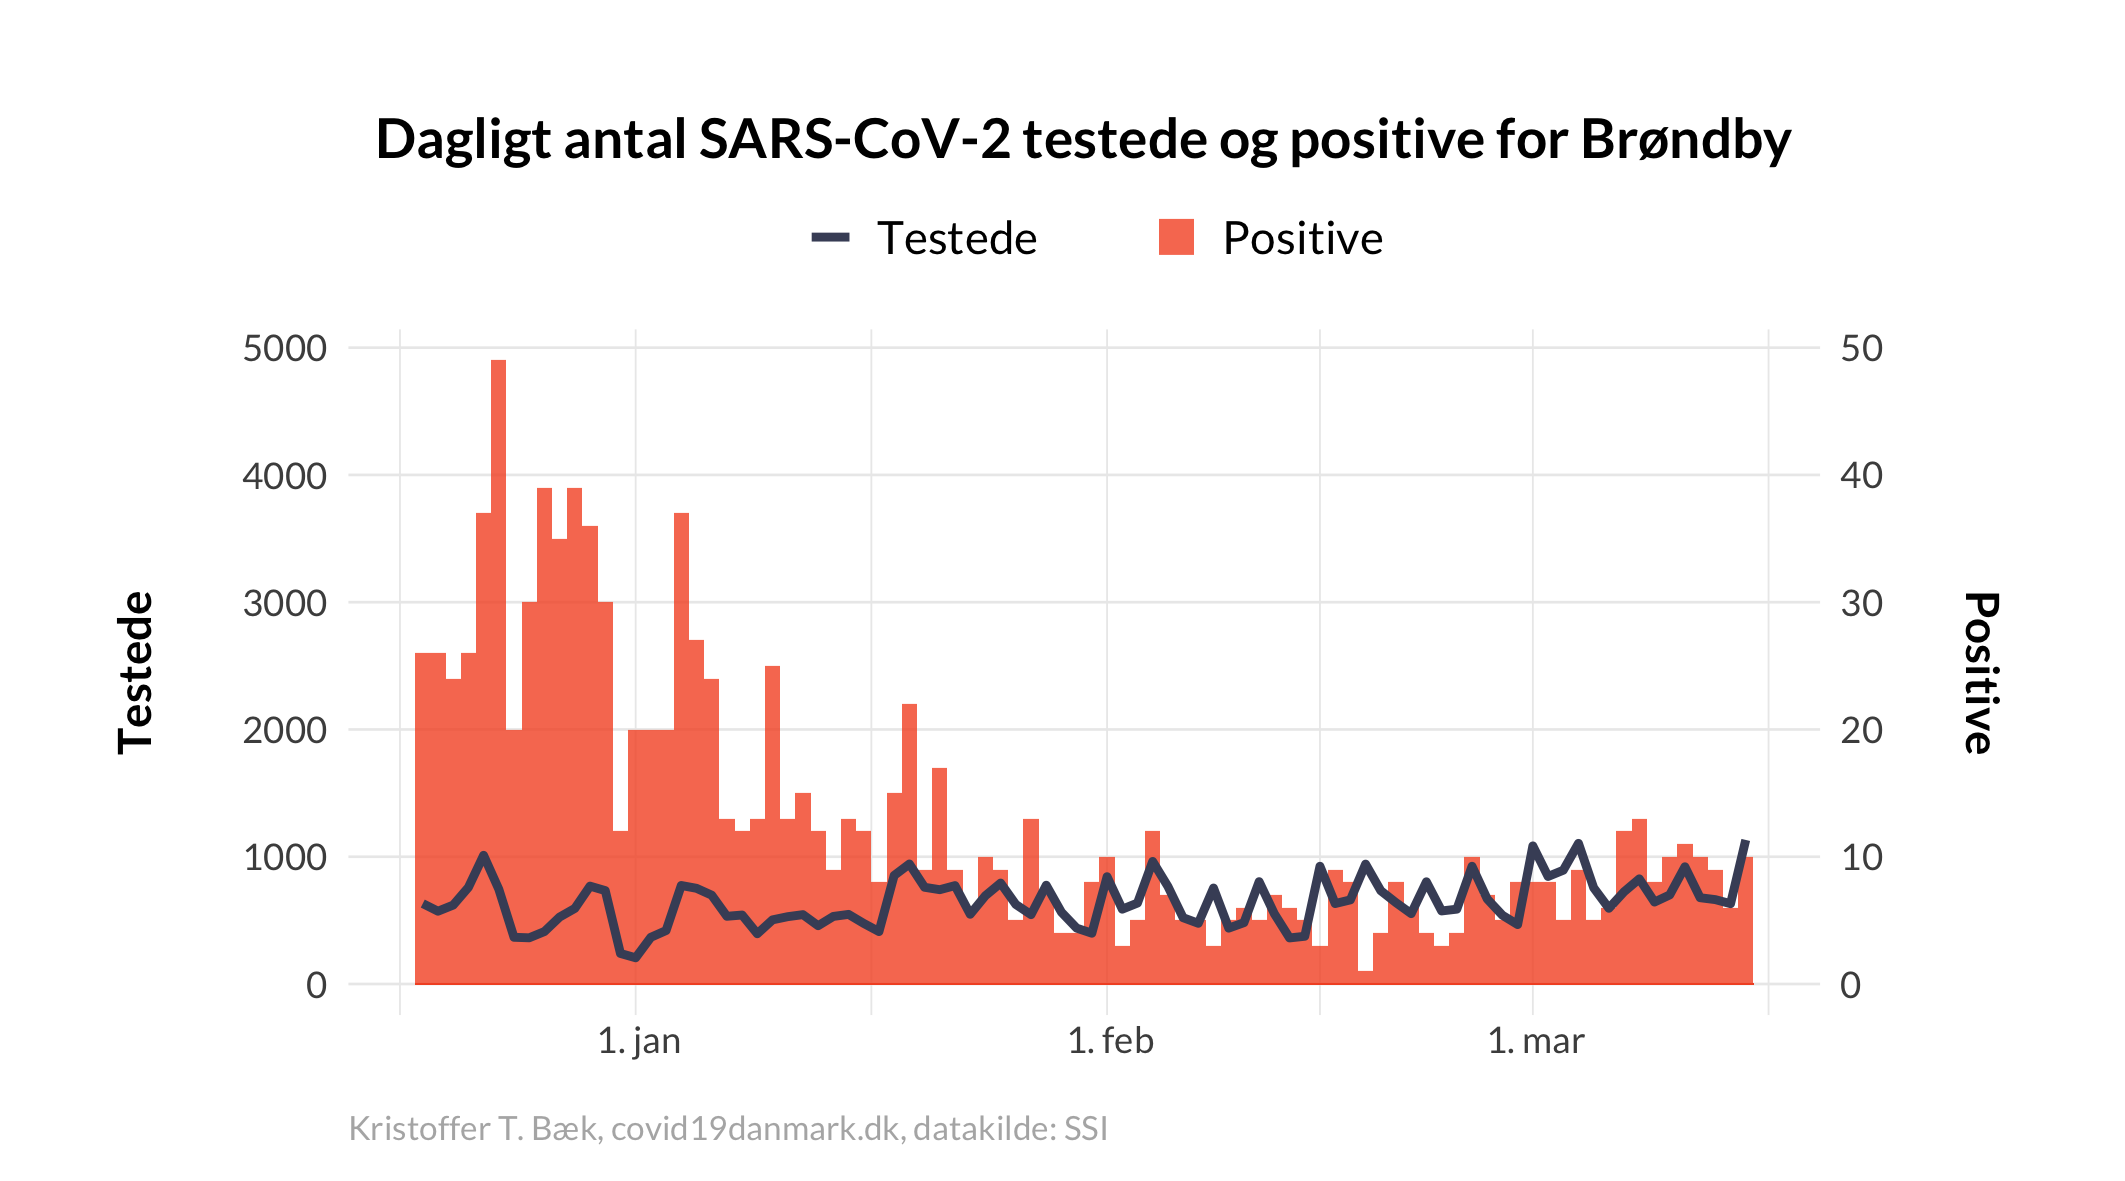 Dagligt antal SARS-CoV-2 testede og positive for Brøndby
Testede Positive
5000 50
4000 40
3000 30
2000 20
1000 10
0 0
Testede
Positive
1. jan 1. feb 1. mar
Kristoffer T. Bæk, covid19danmark.dk, datakilde: SSI